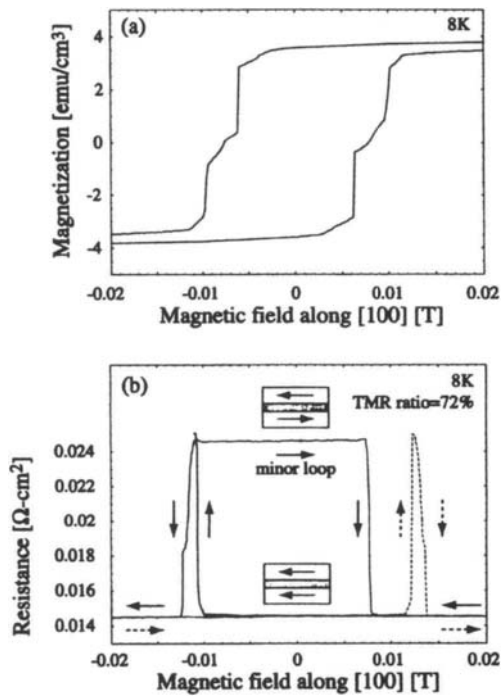 (a)
8K
4
2
0
-2
-4
Magnetization [emu/cm³]
-0.02 -0.01 0 0.01 0.02
Magnetic field along [100] [T]
(b)
8K
TMR ratio=72%
minor loop
0.024
0.022
0.02
0.018
0.016
0.014
Resistance [Ω-cm²]
-0.02 -0.01 0 0.01 0.02
Magnetic field along [100] [T]